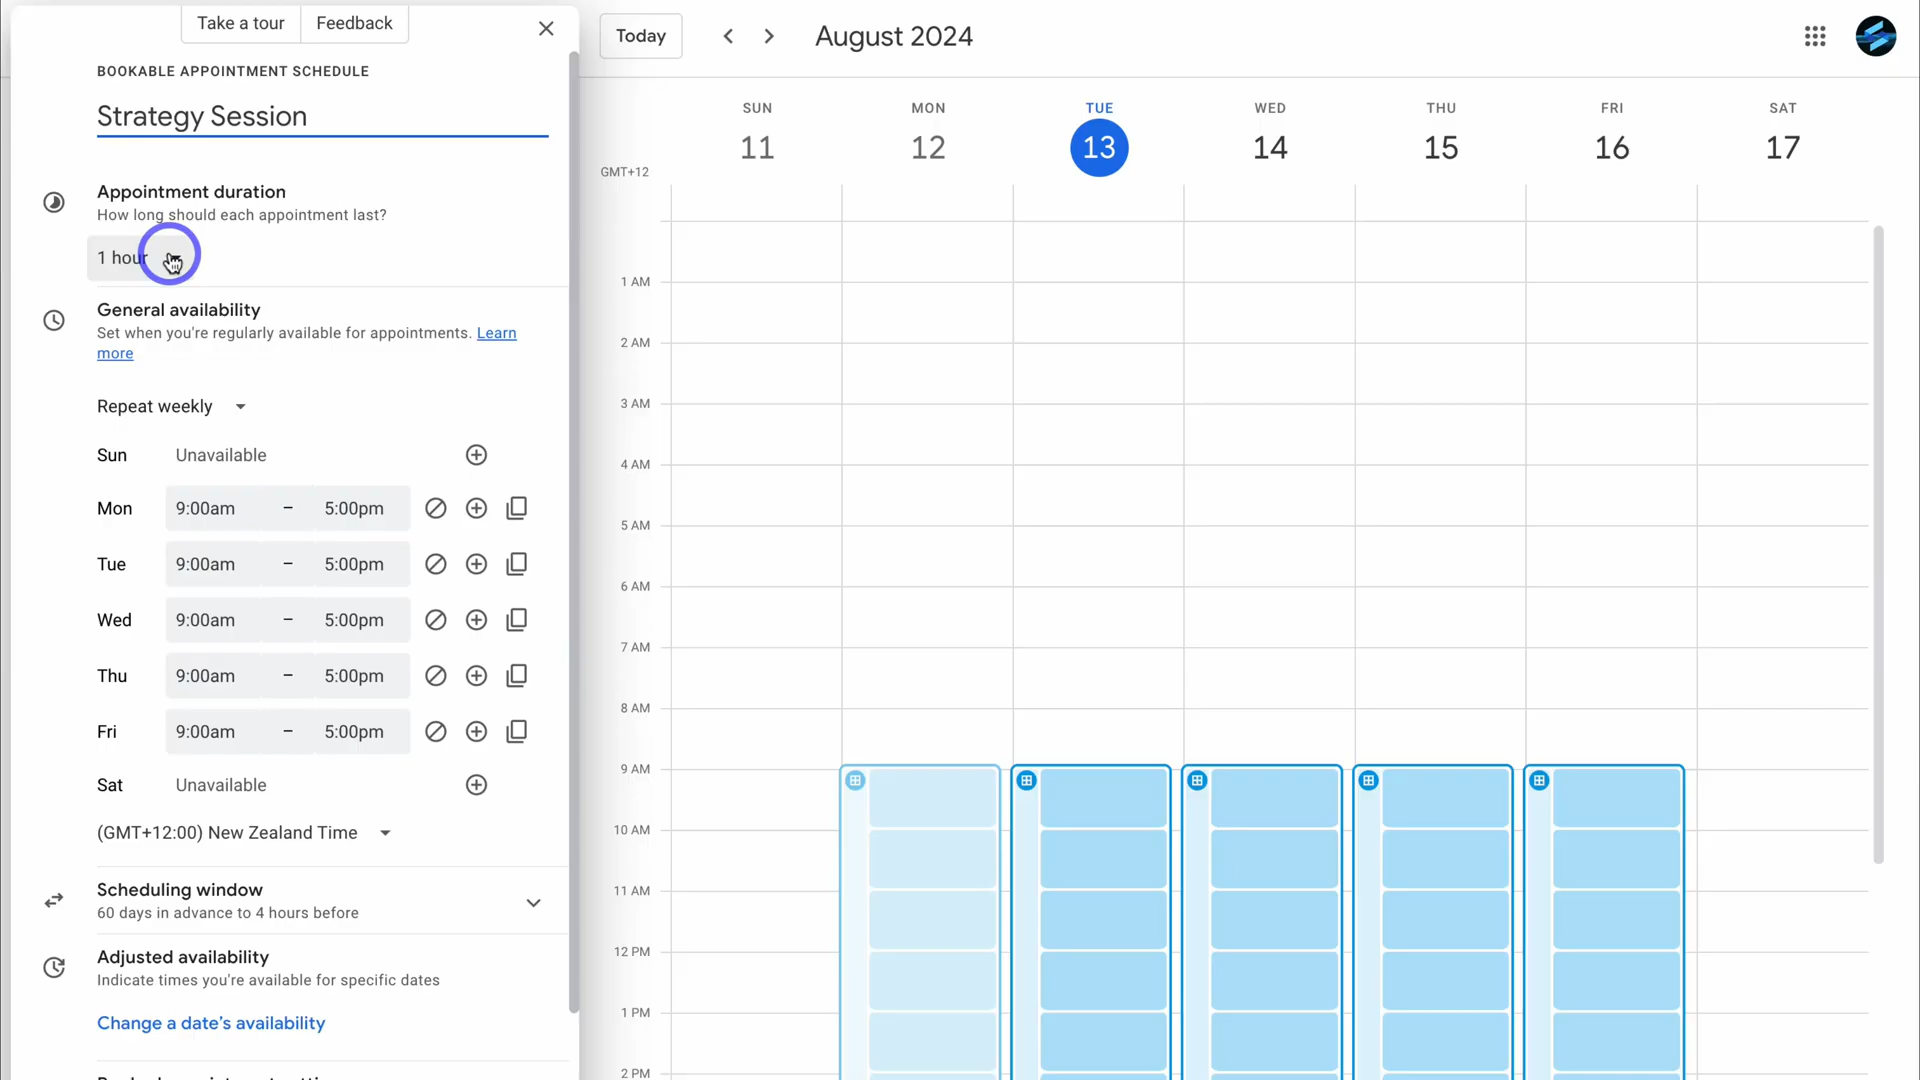 Take a tour
Feedback
BOOKABLE APPOINTMENT SCHEDULE
Strategy Session
Appointment duration
How long should each appointment last?
1 hour
General availability
Set when you're regularly available for appointments. Learn
more
Repeat weekly
Sun Unavailable
Mon 9:00am – 5:00pm
Tue 9:00am – 5:00pm
Wed 9:00am – 5:00pm
Thu 9:00am – 5:00pm
Fri 9:00am – 5:00pm
Sat Unavailable
(GMT+12:00) New Zealand Time
Scheduling window
60 days in advance to 4 hours before
Adjusted availability
Indicate times you're available for specific dates
Change a date's availability
Today
August 2024
SUN MON TUE WED THU FRI SAT
11 12 13 14 15 16 17
GMT+12
1 AM
2 AM
3 AM
4 AM
5 AM
6 AM
7 AM
8 AM
9 AM
10 AM
11 AM
12 PM
1 PM
2 PM